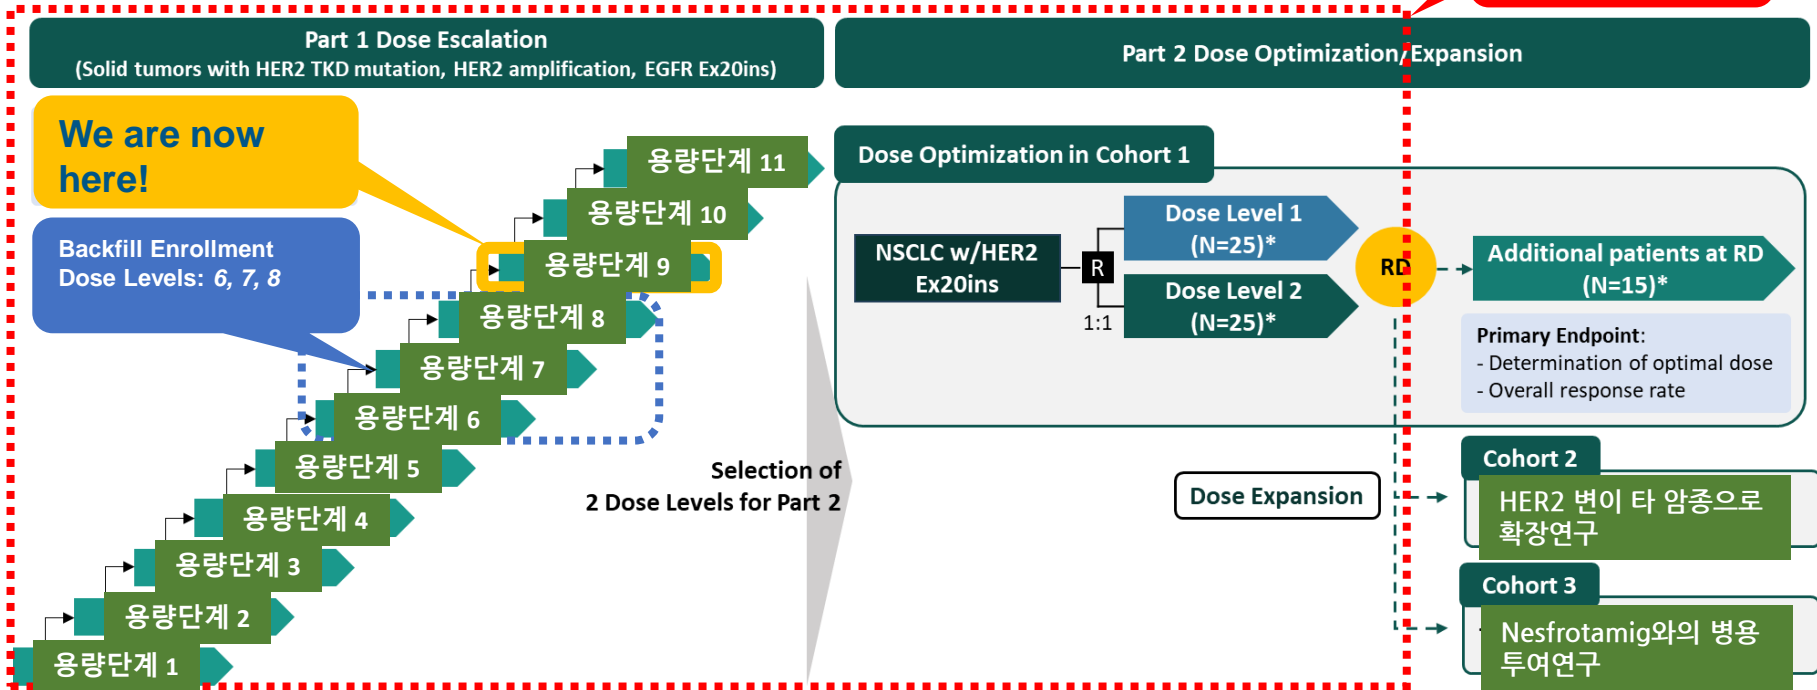 Part 1 Dose Escalation
(Solid tumors with HER2 TKD mutation, HER2 amplification, EGFR Ex20ins)
Part 2 Dose Optimization/Expansion
We are now
here!
Backfill Enrollment
Dose Levels: 6, 7, 8
용량단계 11
용량단계 10
용량단계 9
용량단계 8
용량단계 7
용량단계 6
용량단계 5
용량단계 4
용량단계 3
용량단계 2
용량단계 1
Selection of
2 Dose Levels for Part 2
Dose Optimization in Cohort 1
NSCLC w/HER2
Ex20ins
R
1:1
Dose Level 1
(N=25)*
Dose Level 2
(N=25)*
RD
Additional patients at RD
(N=15)*
Primary Endpoint:
- Determination of optimal dose
- Overall response rate
Dose Expansion
Cohort 2
HER2 변이 타 암종으로
확장연구
Cohort 3
Nesfrotamig와의 병용
투여연구